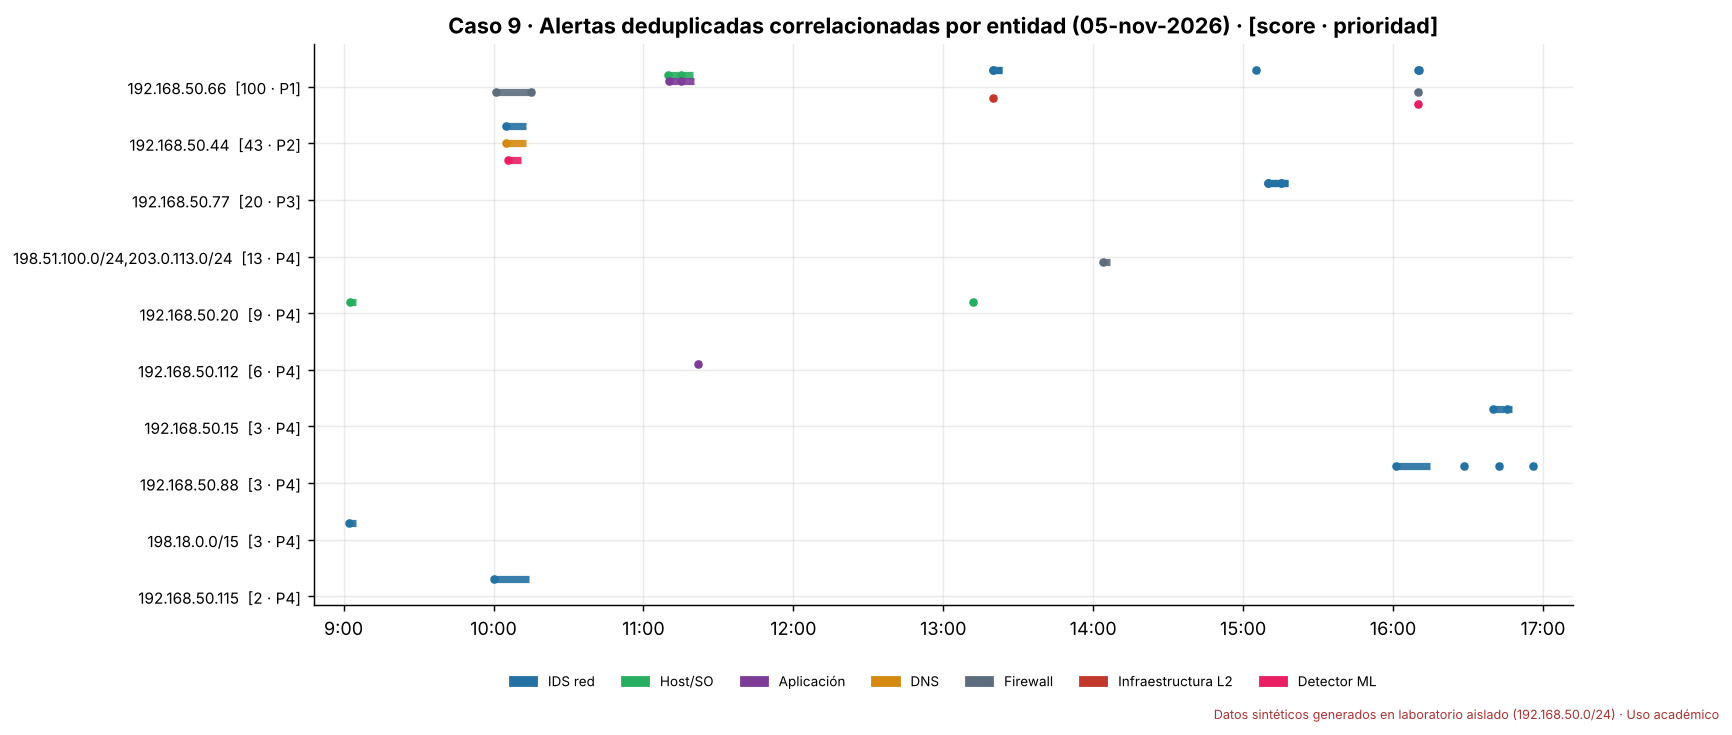 Caso 9 · Alertas deduplicadas correlacionadas por entidad (05-nov-2026) · [score · prioridad]
192.168.50.66 [100 · P1]
192.168.50.44 [43 · P2]
192.168.50.77 [20 · P3]
198.51.100.0/24,203.0.113.0/24 [13 · P4]
192.168.50.20 [9 · P4]
192.168.50.112 [6 · P4]
192.168.50.15 [3 · P4]
192.168.50.88 [3 · P4]
198.18.0.0/15 [3 · P4]
192.168.50.115 [2 · P4]
9:00 10:00 11:00 12:00 13:00 14:00 15:00 16:00 17:00
IDS red Host/SO Aplicación DNS Firewall Infraestructura L2 Detector ML
Datos sintéticos generados en laboratorio aislado (192.168.50.0/24) · Uso académico